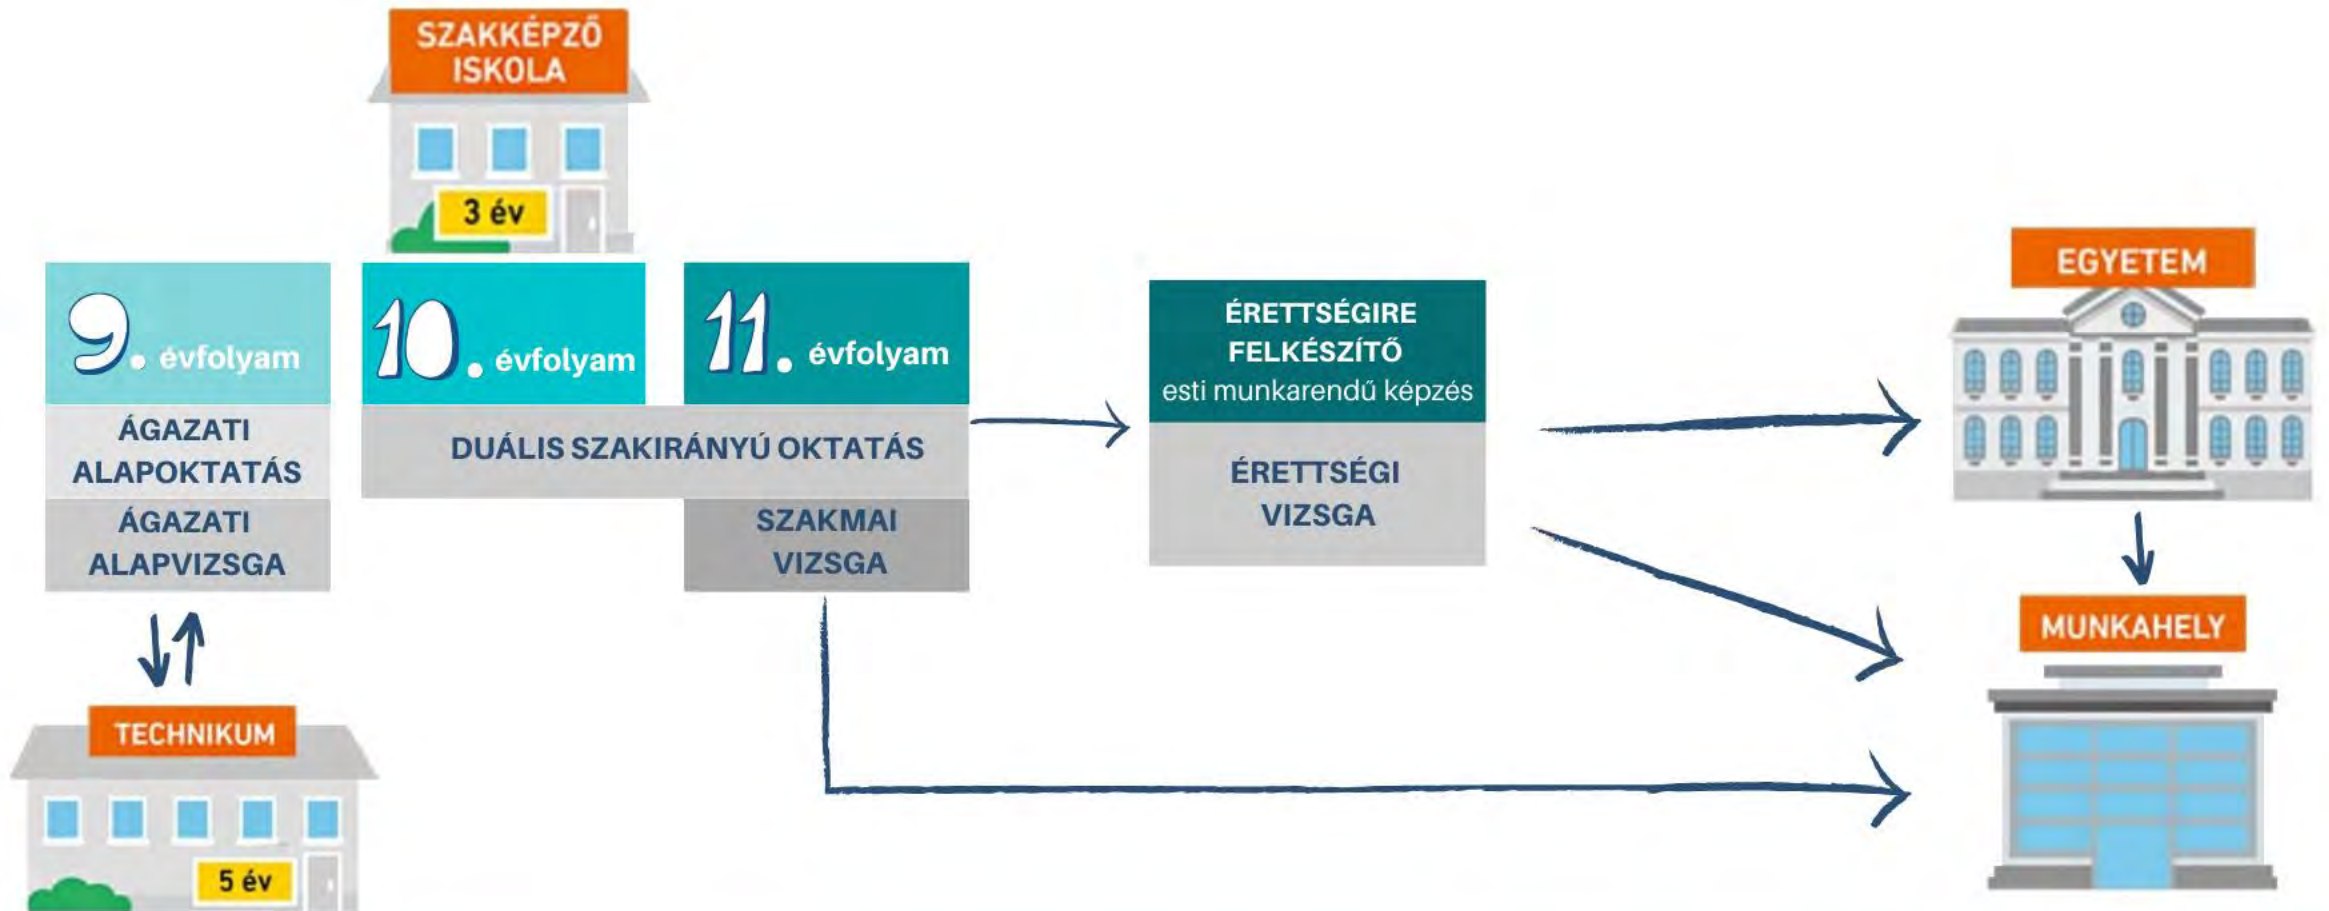 SZAKKÉPZŐ
ISKOLA
3 év
9. évfolyam
10. évfolyam
11. évfolyam
ÁGAZATI
ALAPOKTATÁS
DUÁLIS SZAKIRÁNYÚ OKTATÁS
ÁGAZATI
ALAPVIZSGA
SZAKMAI
VIZSGA
ÉRETTSÉGIRE
FELKÉSZÍTŐ
esti munkarendű képzés
ÉRETTSÉGI
VIZSGA
EGYETEM
MUNKAHELY
TECHNIKUM
5 év